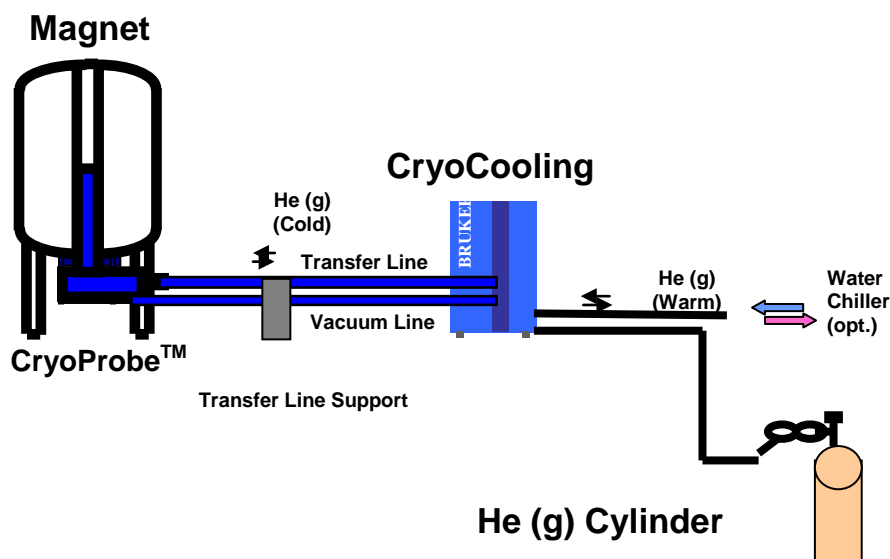 Magnet
CryoCooling
He (g)
(Cold)
BRUKER
Transfer Line
He (g)
(Warm)
Water
Chiller
(opt.)
Vacuum Line
CryoProbe™
Transfer Line Support
He (g) Cylinder